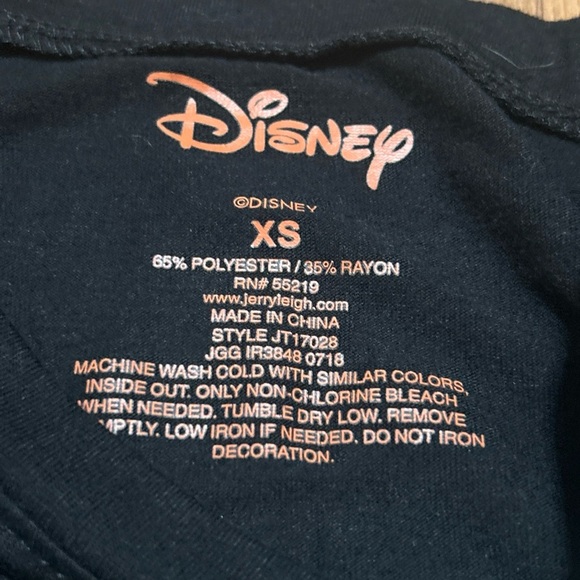 Disney
©DISNEY
XS
65% POLYESTER / 35% RAYON
RN# 55219
www.jerryleigh.com
MADE IN CHINA
STYLE JT17028
JGG IR3848 0718
MACHINE WASH COLD WITH SIMILAR COLORS,
INSIDE OUT. ONLY NON-CHLORINE BLEACH
WHEN NEEDED. TUMBLE DRY LOW. REMOVE
MPTLY. LOW IRON IF NEEDED. DO NOT IRON
DECORATION.